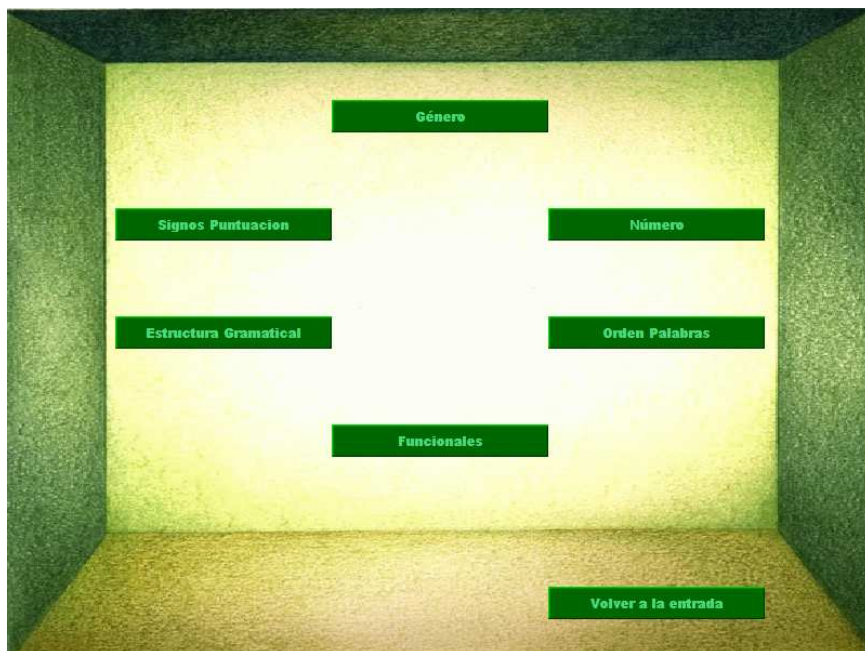 Género
Signos Puntuacion
Número
Estructura Gramatical
Orden Palabras
Funcionales
Volver a la entrada